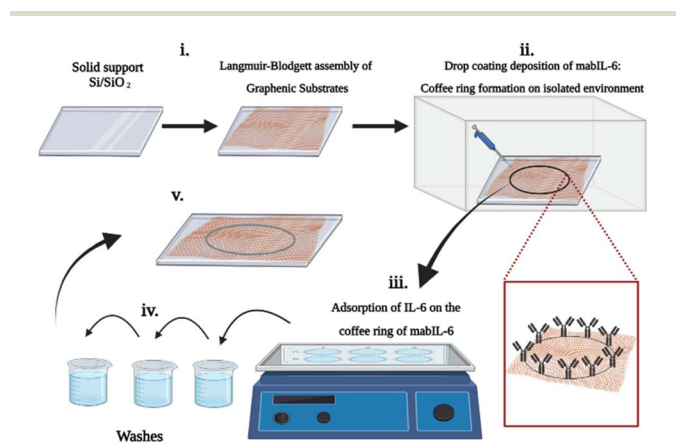 i.
Solid support
Si/SiO2
Langmuir-Blodgett assembly of
Graphenic Substrates
ii.
Drop coating deposition of mabIL-6:
Coffee ring formation on isolated environment
v.
iii.
Adsorption of IL-6 on the
coffee ring of mabIL-6
iv.
Washes